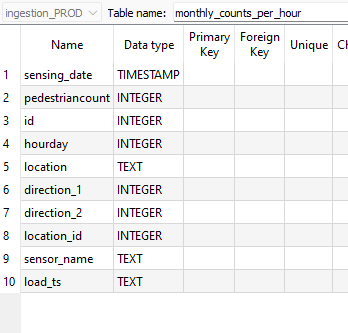 ingestion_PROD Table name: monthly_counts_per_hour
Name Data type Primary Key Foreign Key Unique
1 sensing_date TIMESTAMP
2 pedestriancount INTEGER
3 id INTEGER
4 hourday INTEGER
5 location TEXT
6 direction_1 INTEGER
7 direction_2 INTEGER
8 location_id INTEGER
9 sensor_name TEXT
10 load_ts TEXT